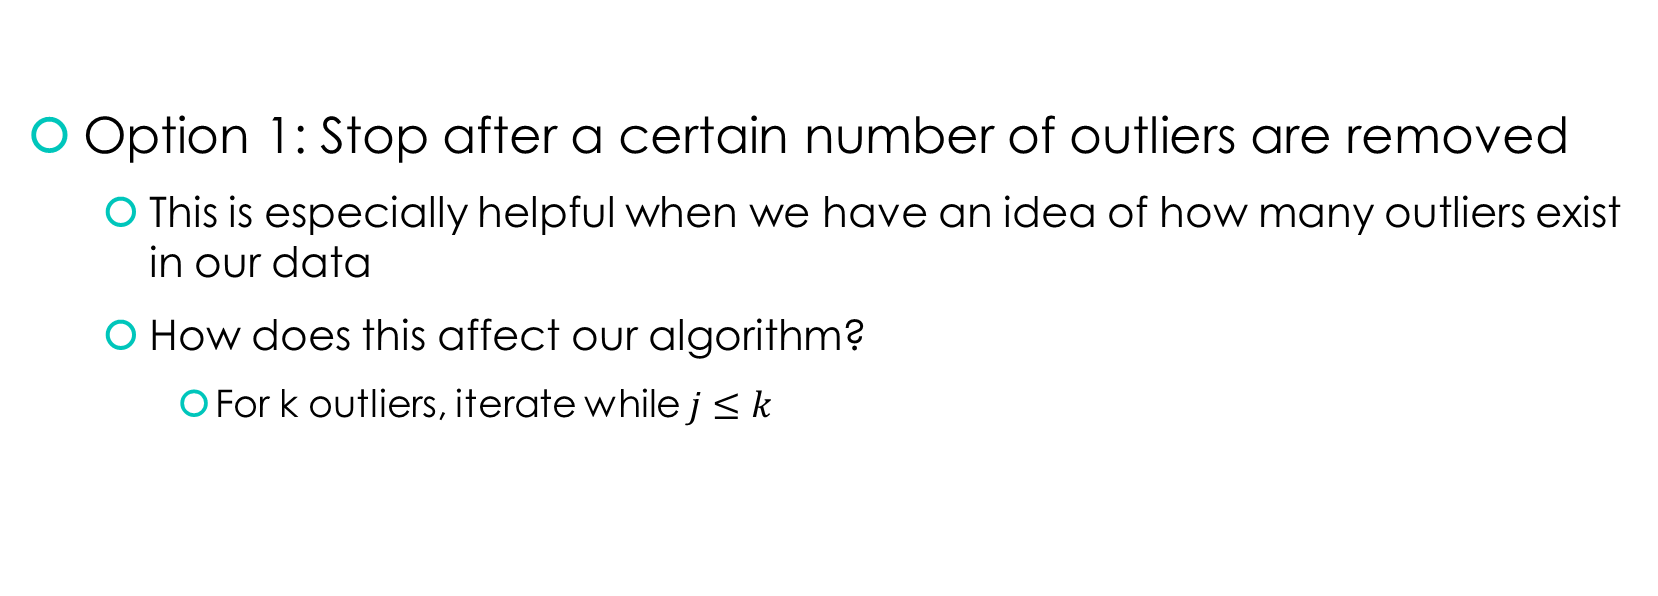 Option 1: Stop after a certain number of outliers are removed
This is especially helpful when we have an idea of how many outliers exist
in our data
How does this affect our algorithm?
For k outliers, iterate while 𝑗 ≤ 𝑘